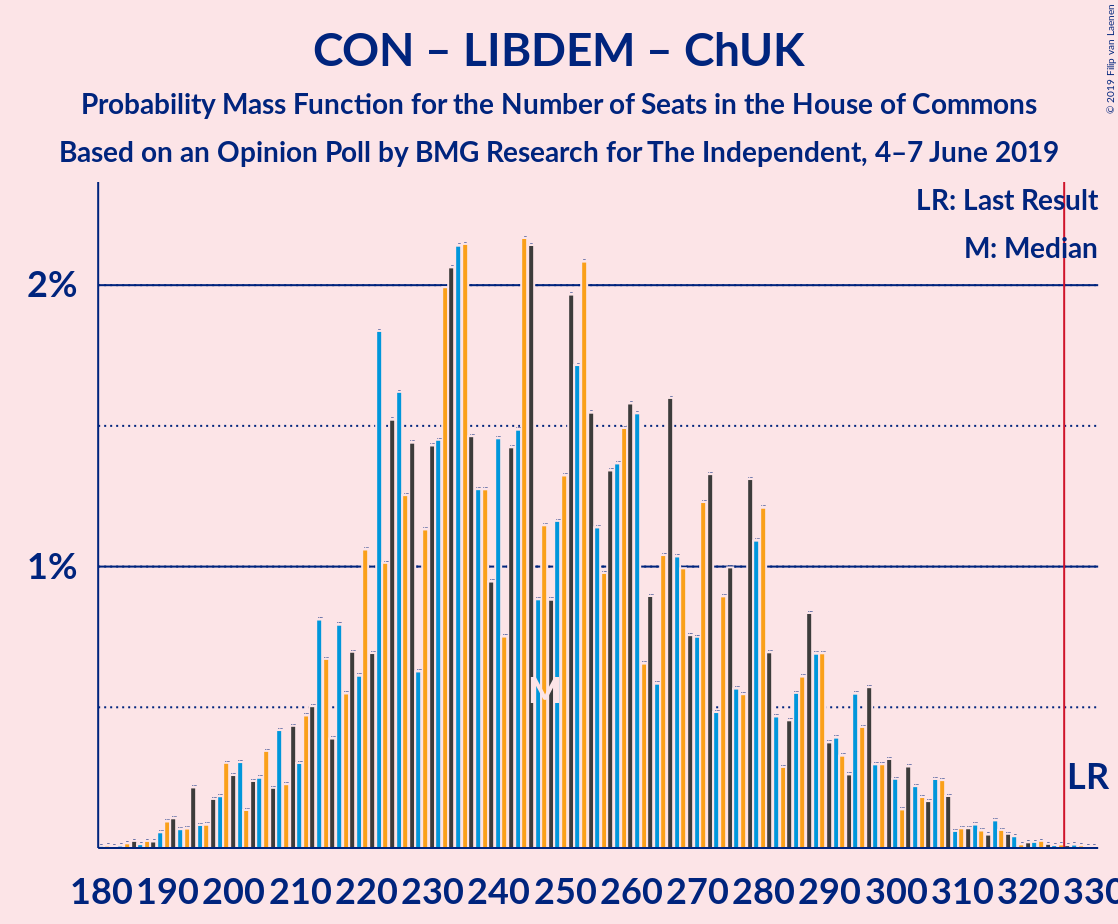 CON – LIBDEM – ChUK
Probability Mass Function for the Number of Seats in the House of Commons
Based on an Opinion Poll by BMG Research for The Independent, 4–7 June 2019
© 2019 Filip van Laenen
LR: Last Result
M: Median
2%
1%
M
LR
180 190 200 210 220 230 240 250 260 270 280 290 300 310 320 330